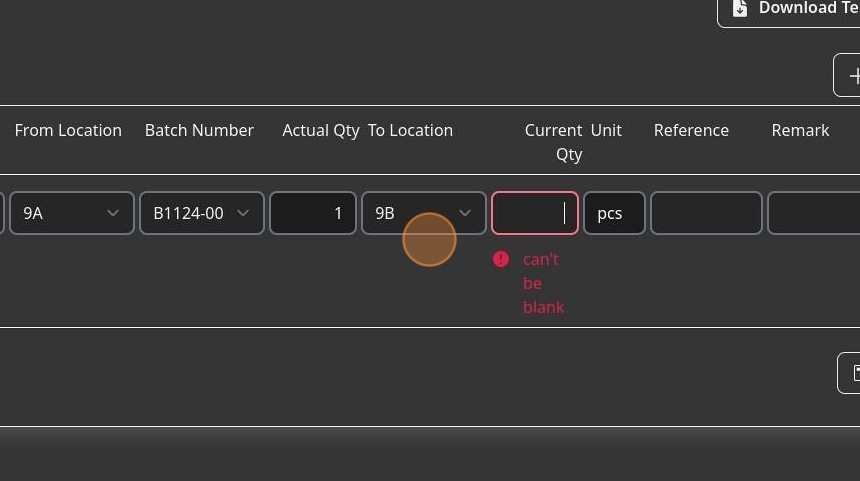 Download Te
From Location Batch Number Actual Qty To Location Current Qty Unit Reference Remark
9A B1124-00 1 9B pcs
can't
be
blank